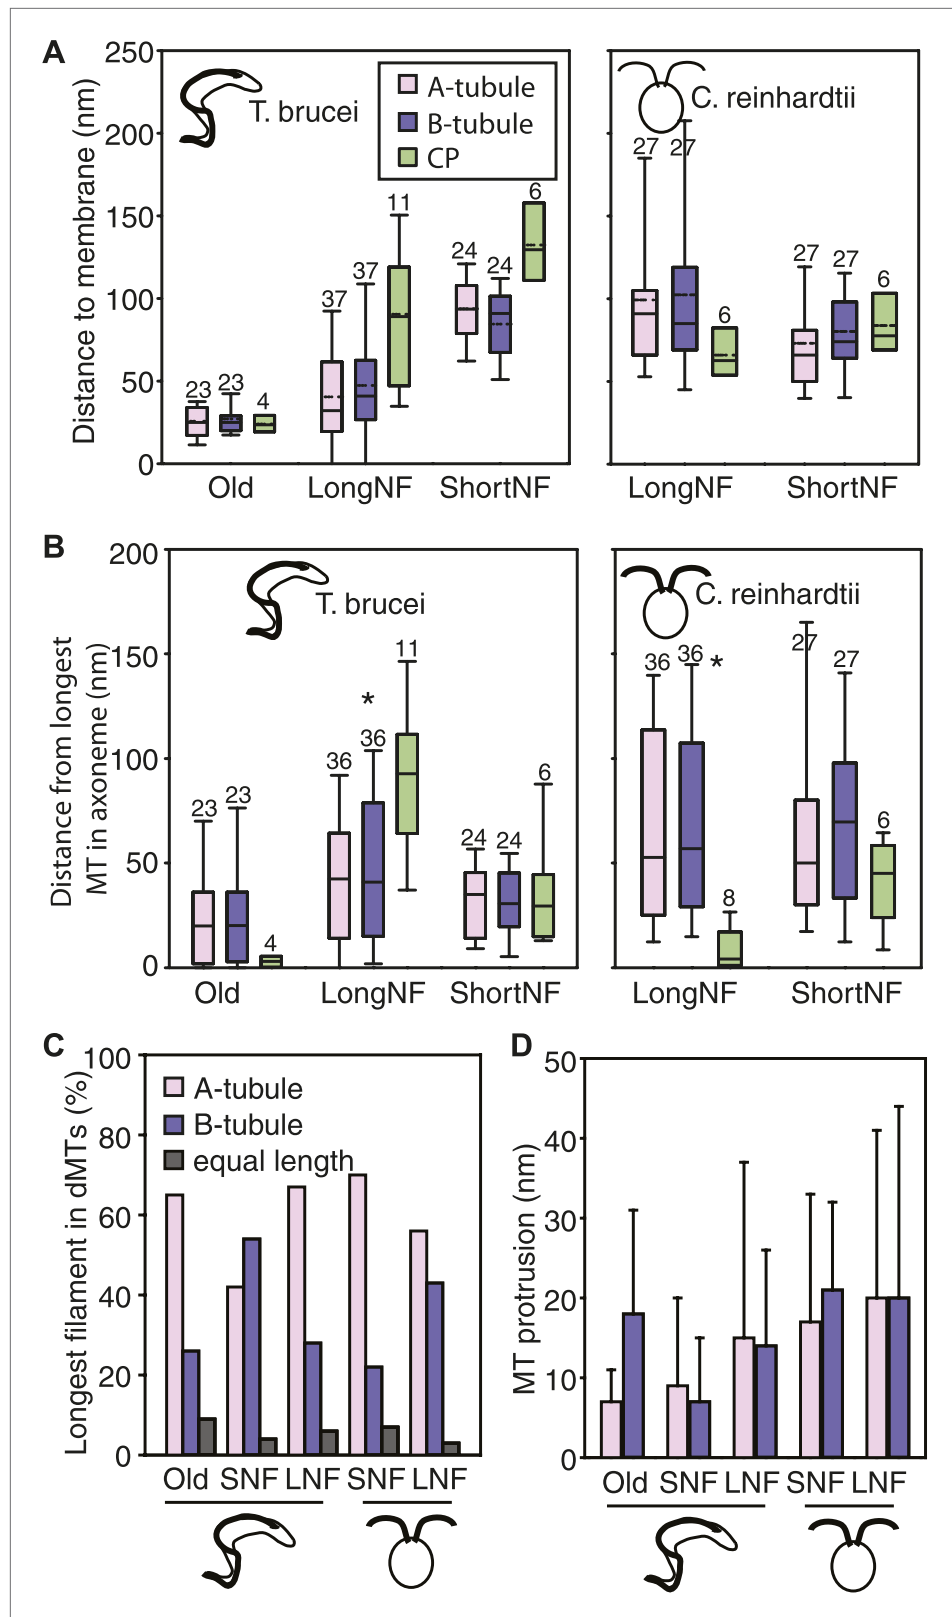 A
Distance to membrane (nm)
250
200
150
100
50
0
T. brucei
A-tubule
B-tubule
CP
23
23
4
37
37
11
24
24
6
Old
LongNF
ShortNF
C. reinhardtii
27
27
6
27
27
6
LongNF
ShortNF
B
Distance from longest
MT in axoneme (nm)
200
150
100
50
0
T. brucei
23
23
4
36
*
36
11
24
24
6
Old
LongNF
ShortNF
C. reinhardtii
36
36
*
8
27
27
6
LongNF
ShortNF
C
Longest filament in dMTs (%)
100
80
60
40
20
0
A-tubule
B-tubule
equal length
Old SNF LNF SNF LNF
D
MT protrusion (nm)
50
40
30
20
10
0
Old SNF LNF SNF LNF